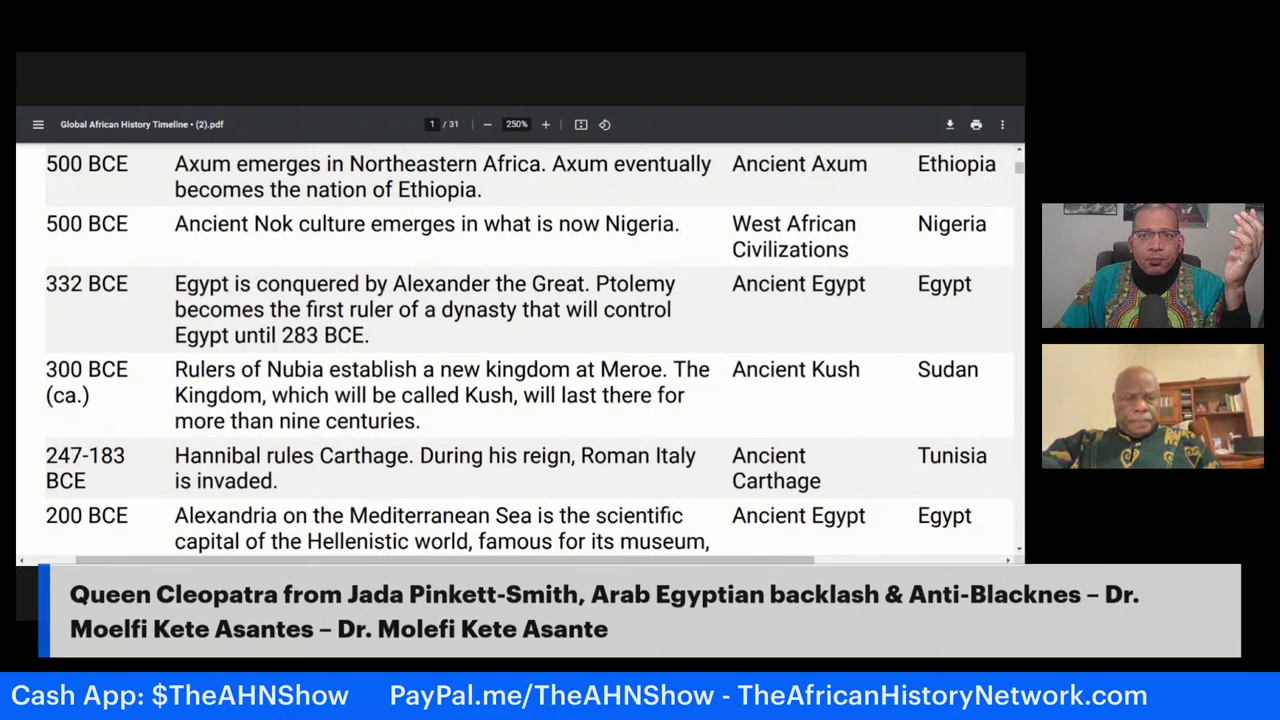 Global African History Timeline • (2).pdf 1 / 31 250%
500 BCE Axum emerges in Northeastern Africa. Axum eventually Ancient Axum Ethiopia
becomes the nation of Ethiopia.
500 BCE Ancient Nok culture emerges in what is now Nigeria. West African Nigeria
Civilizations
332 BCE Egypt is conquered by Alexander the Great. Ptolemy Ancient Egypt Egypt
becomes the first ruler of a dynasty that will control
Egypt until 283 BCE.
300 BCE Rulers of Nubia establish a new kingdom at Meroe. The Ancient Kush Sudan
(ca.) Kingdom, which will be called Kush, will last there for
more than nine centuries.
247-183 Hannibal rules Carthage. During his reign, Roman Italy Ancient Tunisia
BCE is invaded. Carthage
200 BCE Alexandria on the Mediterranean Sea is the scientific Ancient Egypt Egypt
capital of the Hellenistic world, famous for its museum,
Queen Cleopatra from Jada Pinkett-Smith, Arab Egyptian backlash & Anti-Blacknes – Dr.
Moelfi Kete Asantes – Dr. Molefi Kete Asante
Cash App: $TheAHNShow PayPal.me/TheAHNShow - TheAfricanHistoryNetwork.com